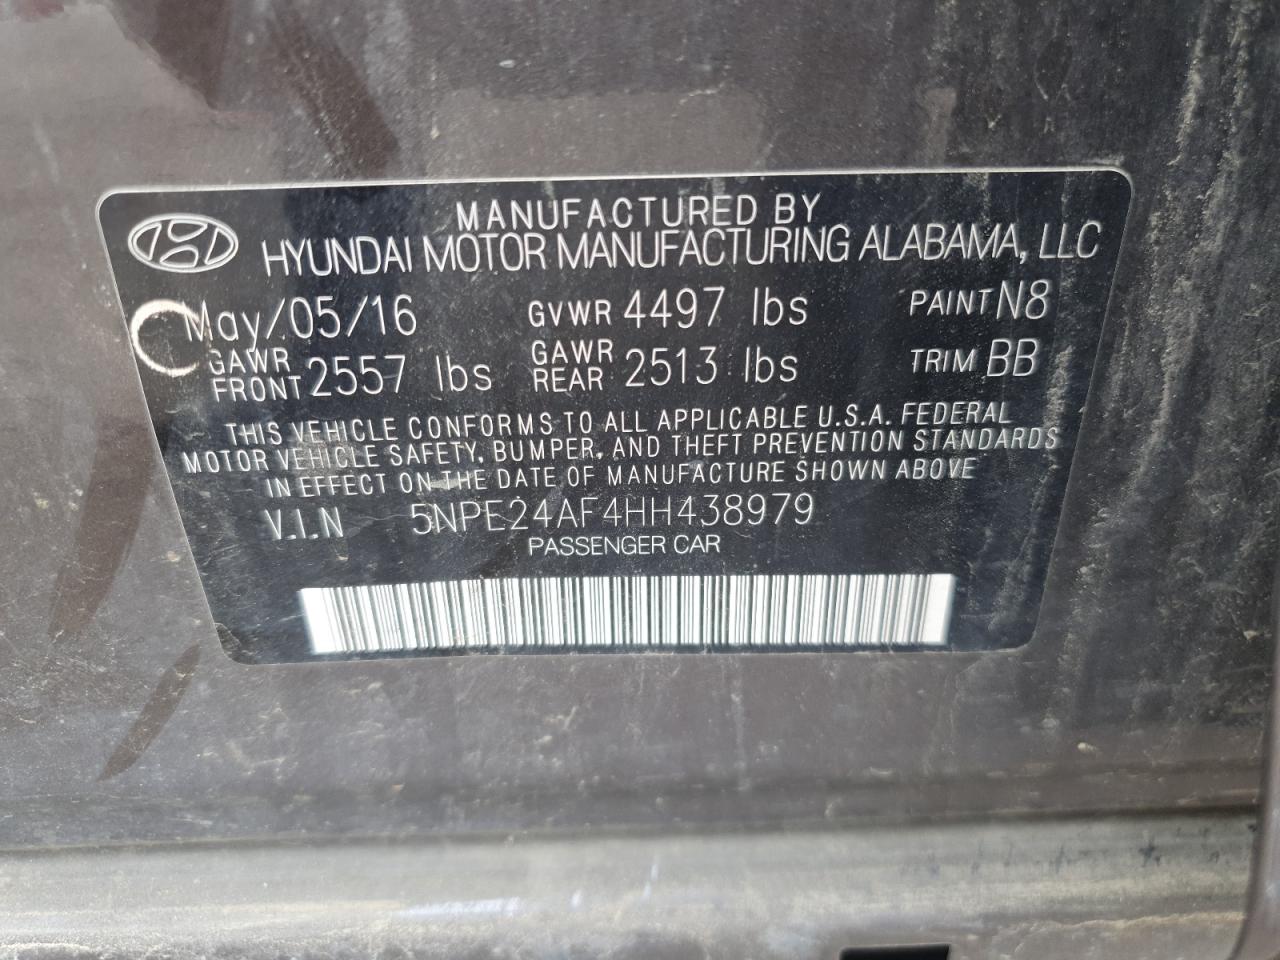 MANUFACTURED BY
HYUNDAI MOTOR MANUFACTURING ALABAMA, LLC
May/05/16 GVWR 4497 lbs PAINT N8
GAWR FRONT 2557 lbs GAWR REAR 2513 lbs TRIM BB
THIS VEHICLE CONFORMS TO ALL APPLICABLE U.S.A. FEDERAL
MOTOR VEHICLE SAFETY, BUMPER, AND THEFT PREVENTION STANDARDS
IN EFFECT ON THE DATE OF MANUFACTURE SHOWN ABOVE
V.I.N 5NPE24AF4HH438979
PASSENGER CAR